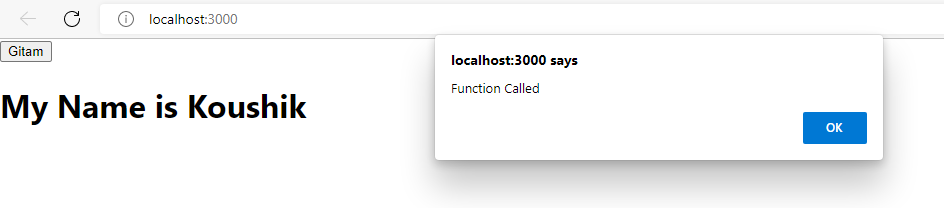 localhost:3000
Gitam
localhost:3000 says
Function Called
OK
My Name is Koushik